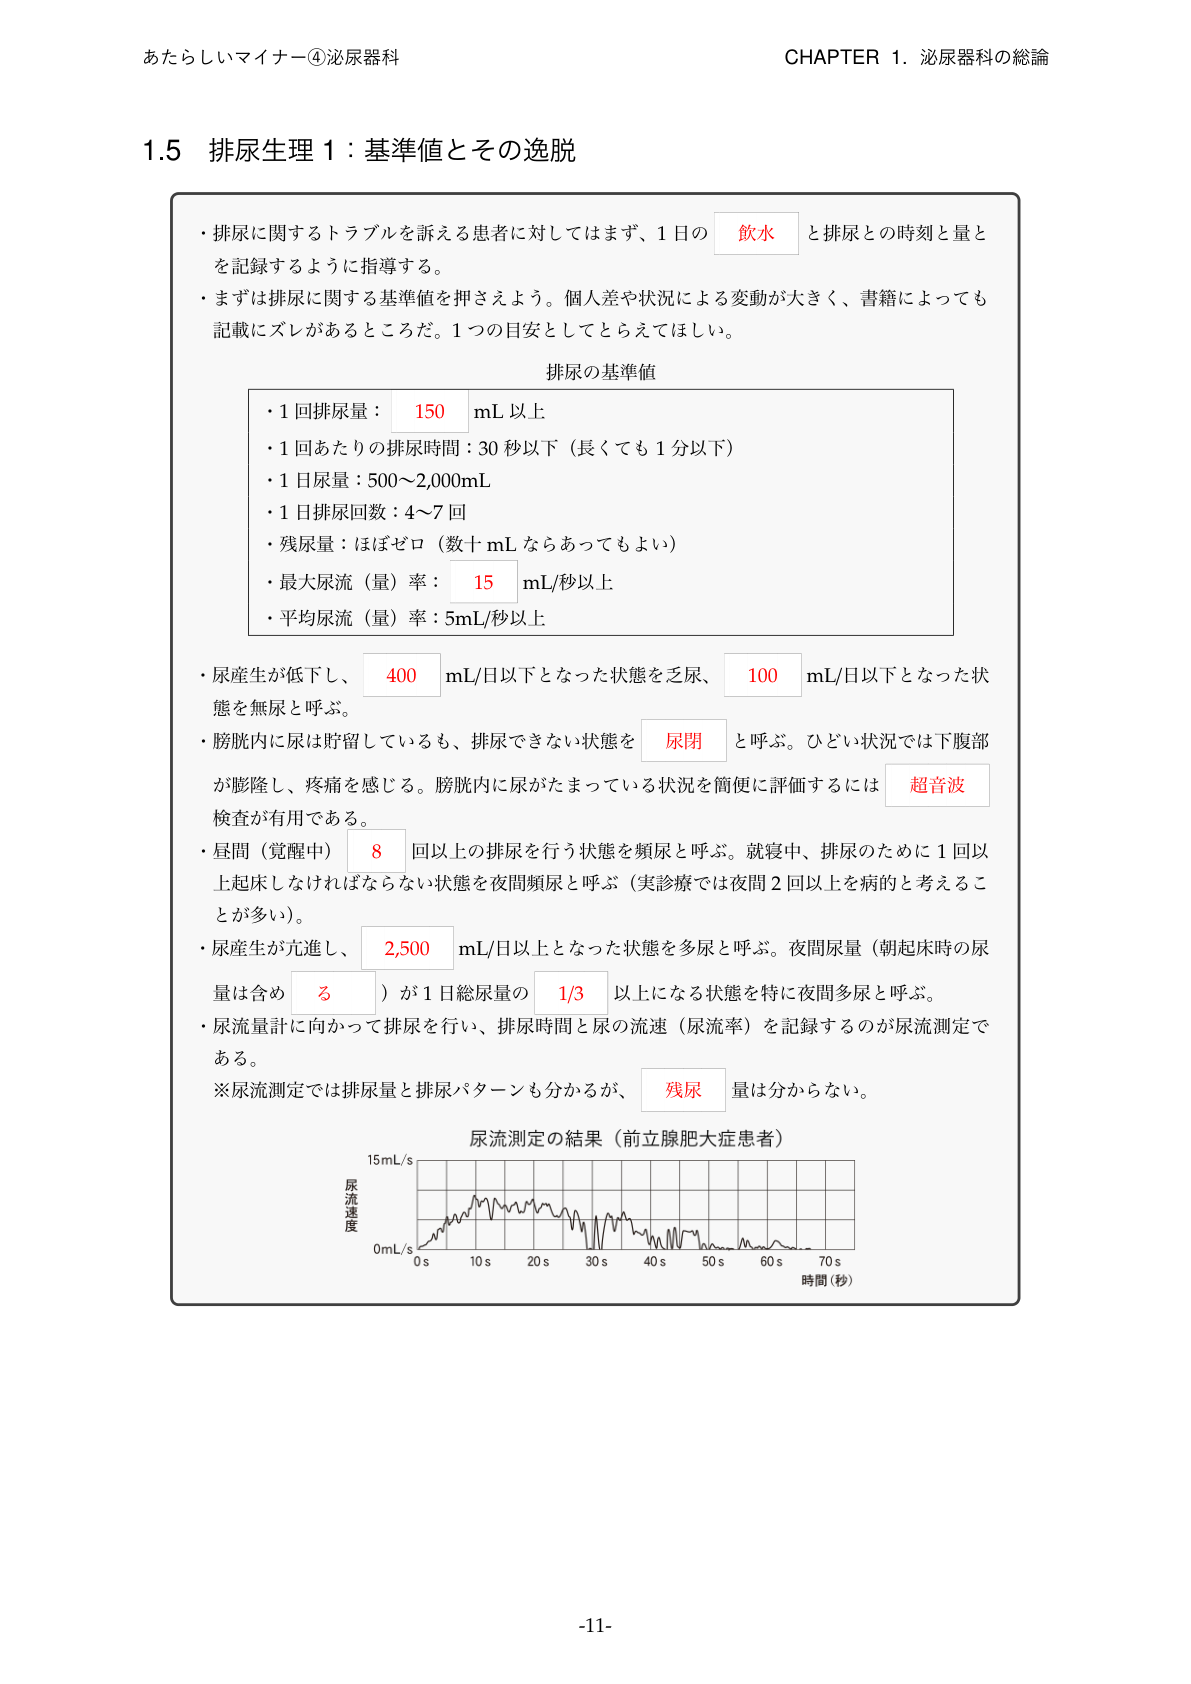 あたらしいマイナー④泌尿器科
CHAPTER 1. 泌尿器科の総論
1.5 排尿生理 1：基準値とその逸脱
・排尿に関するトラブルを訴える患者に対してはまず、1 日の 飲水 と排尿との時刻と量と
を記録するように指導する。
・まずは排尿に関する基準値を押さえよう。個人差や状況による変動が大きく、書籍によっても
記載にズレがあるところだ。1 つの目安としてとらえてほしい。
排尿の基準値
・1 回排尿量： 150 mL 以上
・1 回あたりの排尿時間：30 秒以下（長くても 1 分以下）
・1 日尿量：500〜2,000mL
・1 日排尿回数：4〜7 回
・残尿量：ほぼゼロ（数十 mL ならあってもよい）
・最大尿流（量）率： 15 mL/秒以上
・平均尿流（量）率：5mL/秒以上
・尿産生が低下し、 400 mL/日以下となった状態を乏尿、 100 mL/日以下となった状
態を無尿と呼ぶ。
・膀胱内に尿は貯留しているも、排尿できない状態を 尿閉 と呼ぶ。ひどい状況では下腹部
が膨隆し、疼痛を感じる。膀胱内に尿がたまっている状況を簡便に評価するには 超音波
検査が有用である。
・昼間（覚醒中） 8 回以上の排尿を行う状態を頻尿と呼ぶ。就寝中、排尿のために 1 回以
上起床しなければならない状態を夜間頻尿と呼ぶ（実診療では夜間 2 回以上を病的と考えるこ
とが多い）。
・尿産生が亢進し、 2,500 mL/日以上となった状態を多尿と呼ぶ。夜間尿量（朝起床時の尿
量は含め る ）が 1 日総尿量の 1/3 以上になる状態を特に夜間多尿と呼ぶ。
・尿流量計に向かって排尿を行い、排尿時間と尿の流速（尿流率）を記録するのが尿流測定で
ある。
※尿流測定では排尿量と排尿パターンも分かるが、 残尿 量は分からない。
尿流測定の結果（前立腺肥大症患者）
15mL/s
尿流速度
0mL/s
0 s 10 s 20 s 30 s 40 s 50 s 60 s 70 s
時間（秒）
-11-